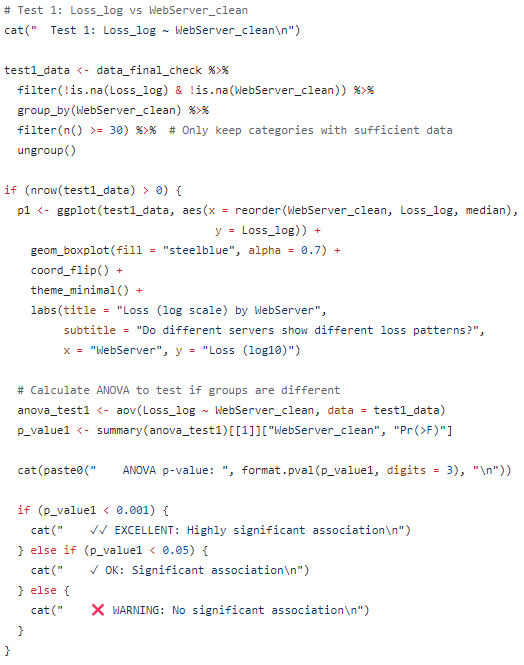 # Test 1: Loss_log vs WebServer_clean
cat("  Test 1: Loss_log ~ WebServer_clean\n")

test1_data <- data_final_check %>%
  filter(!is.na(Loss_log) & !is.na(WebServer_clean)) %>%
  group_by(WebServer_clean) %>%
  filter(n() >= 30) %>%  # Only keep categories with sufficient data
  ungroup()

if (nrow(test1_data) > 0) {
  p1 <- ggplot(test1_data, aes(x = reorder(WebServer_clean, Loss_log, median),
                                y = Loss_log)) +
    geom_boxplot(fill = "steelblue", alpha = 0.7) +
    coord_flip() +
    theme_minimal() +
    labs(title = "Loss (log scale) by WebServer",
         subtitle = "Do different servers show different loss patterns?",
         x = "WebServer", y = "Loss (log10)")

  # Calculate ANOVA to test if groups are different
  anova_test1 <- aov(Loss_log ~ WebServer_clean, data = test1_data)
  p_value1 <- summary(anova_test1)[[1]]["WebServer_clean", "Pr(>F)"]

  cat(paste0("    ANOVA p-value: ", format.pval(p_value1, digits = 3), "\n"))

  if (p_value1 < 0.001) {
    cat("    ✓✓ EXCELLENT: Highly significant association\n")
  } else if (p_value1 < 0.05) {
    cat("    ✓ OK: Significant association\n")
  } else {
    cat("    ❌ WARNING: No significant association\n")
  }
}